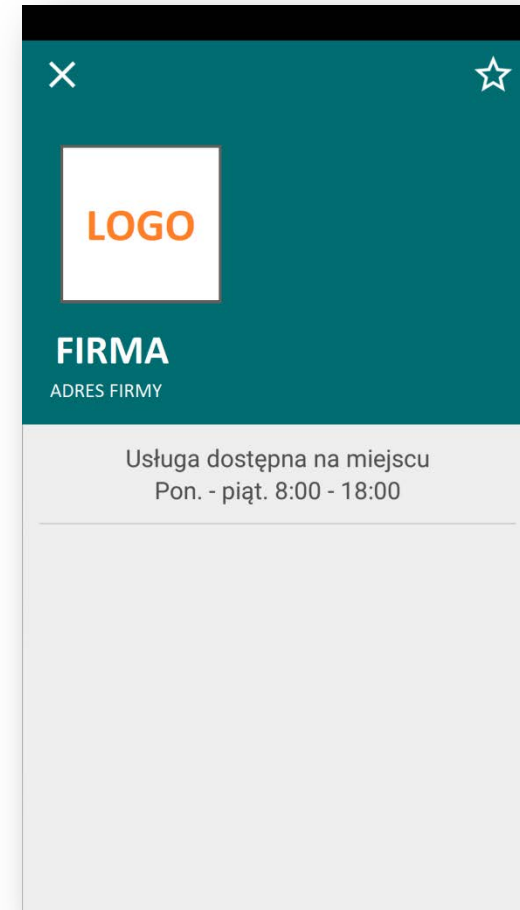 LOGO
FIRMA
ADRES FIRMY
Usługa dostępna na miejscu
Pon. - piąt. 8:00 - 18:00